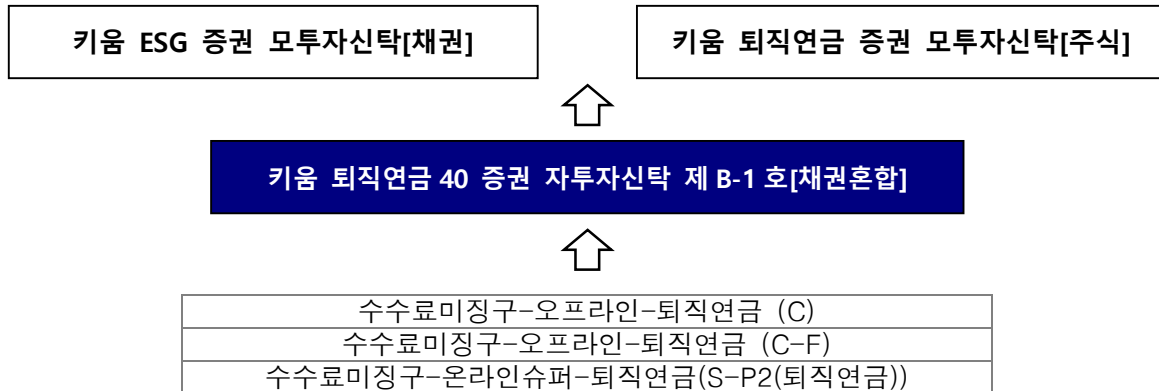 키움 ESG 증권 모투자신탁[채권]
키움 퇴직연금 증권 모투자신탁[주식]
키움 퇴직연금 40 증권 자투자신탁 제 B-1 호[채권혼합]
수수료미징구-오프라인-퇴직연금 (C)
수수료미징구-오프라인-퇴직연금 (C-F)
수수료미징구-온라인슈퍼-퇴직연금(S-P2(퇴직연금))